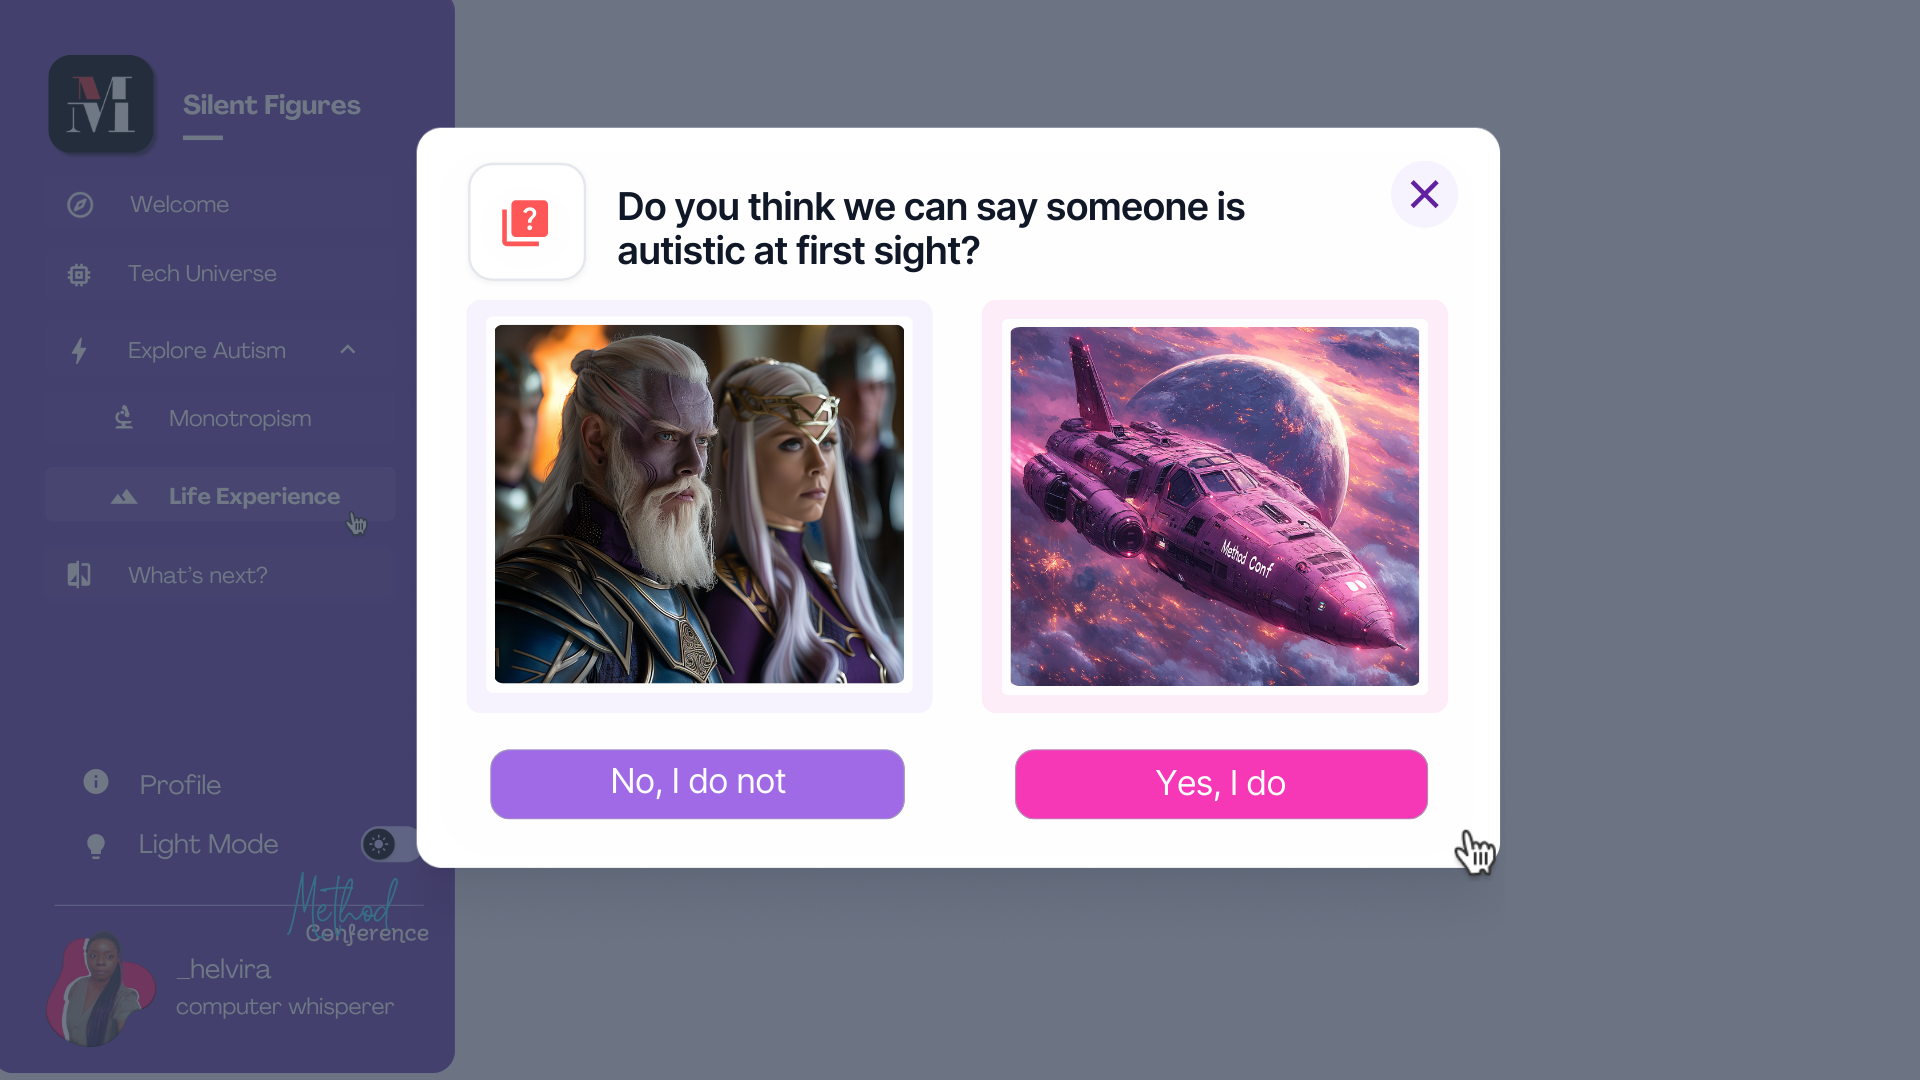 M
Silent Figures
Welcome
Tech Universe
Explore Autism
Monotropism
Life Experience
What's next?
Profile
Light Mode
Method
Conference
_helvira
computer whisperer
Do you think we can say someone is
autistic at first sight?
?
Method Conf
No, I do not
Yes, I do